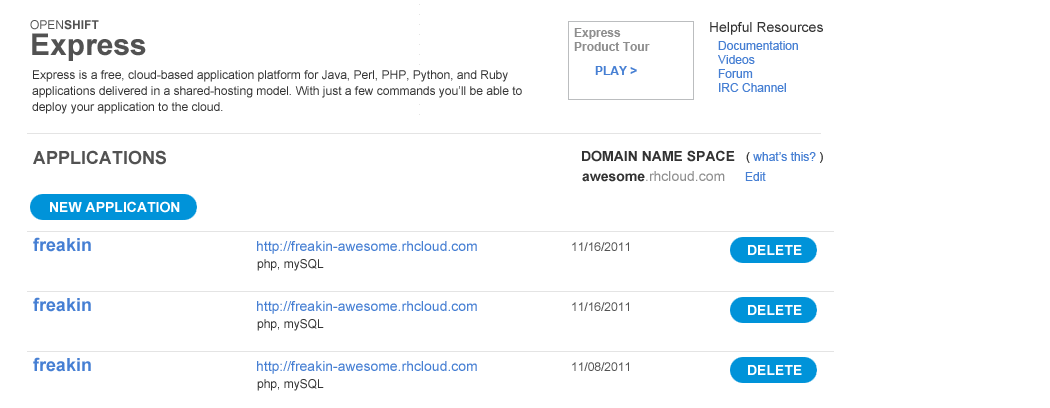 OPENSHIFT
Express
Express is a free, cloud-based application platform for Java, Perl, PHP, Python, and Ruby
applications delivered in a shared-hosting model. With just a few commands you'll be able to
deploy your application to the cloud.
Express
Product Tour
PLAY >
Helpful Resources
Documentation
Videos
Forum
IRC Channel
APPLICATIONS
DOMAIN NAME SPACE ( what's this? )
awesome.rhcloud.com Edit
NEW APPLICATION
freakin http://freakin-awesome.rhcloud.com 11/16/2011 DELETE
php, mySQL
freakin http://freakin-awesome.rhcloud.com 11/16/2011 DELETE
php, mySQL
freakin http://freakin-awesome.rhcloud.com 11/08/2011 DELETE
php, mySQL